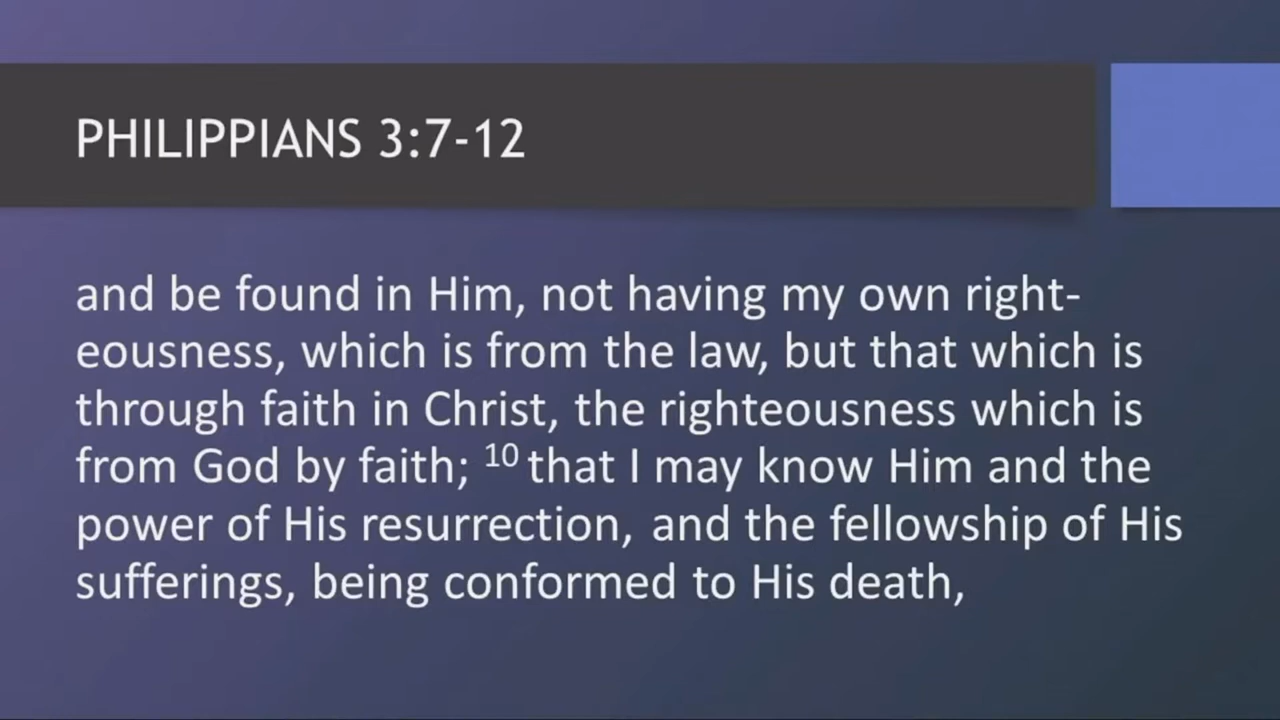 PHILIPPIANS 3:7-12
and be found in Him, not having my own right-
eousness, which is from the law, but that which is
through faith in Christ, the righteousness which is
from God by faith; 10 that I may know Him and the
power of His resurrection, and the fellowship of His
sufferings, being conformed to His death,